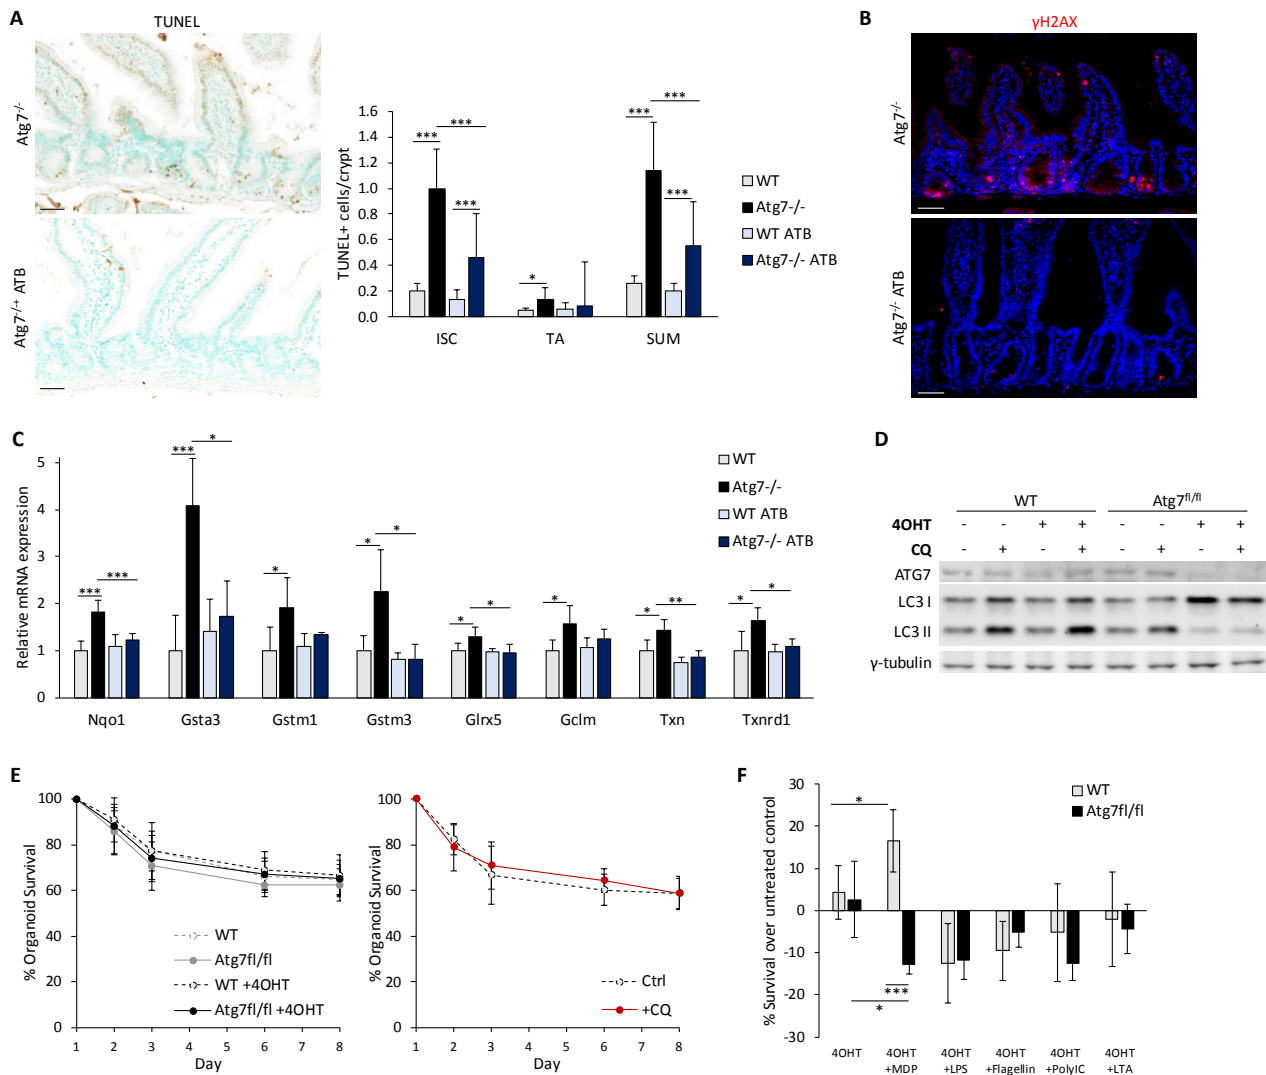 A
TUNEL
Atg7-/-
Atg7-/+ ATB
TUNEL+ cells/crypt
1.6
1.4
1.2
1.0
0.8
0.6
0.4
0.2
0.0
*** *** ***
*
*** *** ***
ISC TA SUM
WT
Atg7-/-
WT ATB
Atg7-/- ATB
B
γH2AX
Atg7-/-
Atg7-/- ATB
C
Relative mRNA expression
5
4
3
2
1
0
*** ***
*** *
*
* *
* *
*
* **
* *
Nqo1 Gsta3 Gstm1 Gstm3 Glrx5 Gclm Txn Txnrd1
WT
Atg7-/-
WT ATB
Atg7-/- ATB
D
WT Atg7fl/fl
4OHT - - + + - - + +
CQ - + - + - + - +
ATG7
LC3 I
LC3 II
γ-tubulin
E
% Organoid Survival
100
80
60
40
20
0
1 2 3 4 5 6 7 8
Day
WT
Atg7fl/fl
WT +4OHT
Atg7fl/fl +4OHT
% Organoid Survival
100
80
60
40
20
0
1 2 3 4 5 6 7 8
Day
Ctrl
+CQ
F
% Survival over untreated control
30
20
10
0
-10
-20
-30
WT
Atg7fl/fl
*
***
*
4OHT 4OHT 4OHT 4OHT 4OHT 4OHT
+MDP +LPS +Flagellin +PolyIC +LTA